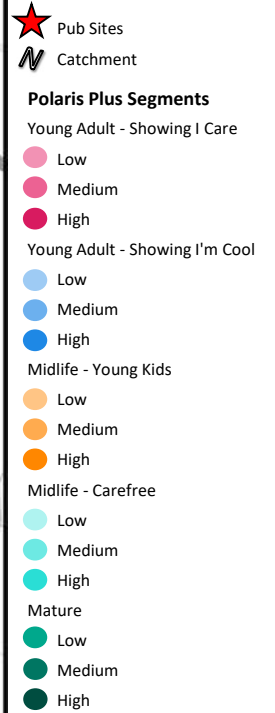 Pub Sites
Catchment
Polaris Plus Segments
Young Adult - Showing I Care
Low
Medium
High
Young Adult - Showing I'm Cool
Low
Medium
High
Midlife - Young Kids
Low
Medium
High
Midlife - Carefree
Low
Medium
High
Mature
Low
Medium
High